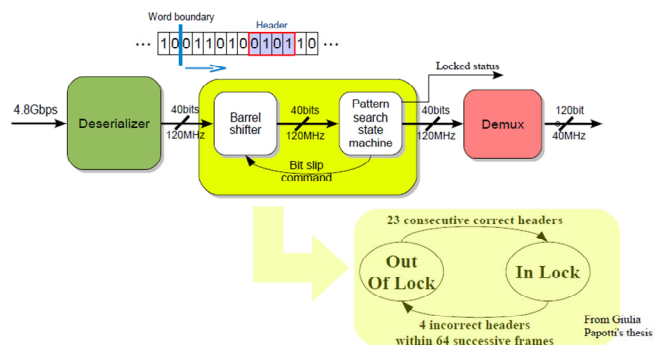 Word boundary
Header
... 1 0 0 1 1 0 1 0 0 0 1 0 1 1 0 ...
Locked status
4.8Gbps
Deserializer
40bits
120MHz
Barrel
shifter
40bits
120MHz
Pattern
search
state
machine
40bits
120MHz
Demux
120bit
40MHz
Bit slip
command
23 consecutive correct headers
Out
Of Lock
In Lock
4 incorrect headers
within 64 successive frames
From Giulia
Papotti's thesis